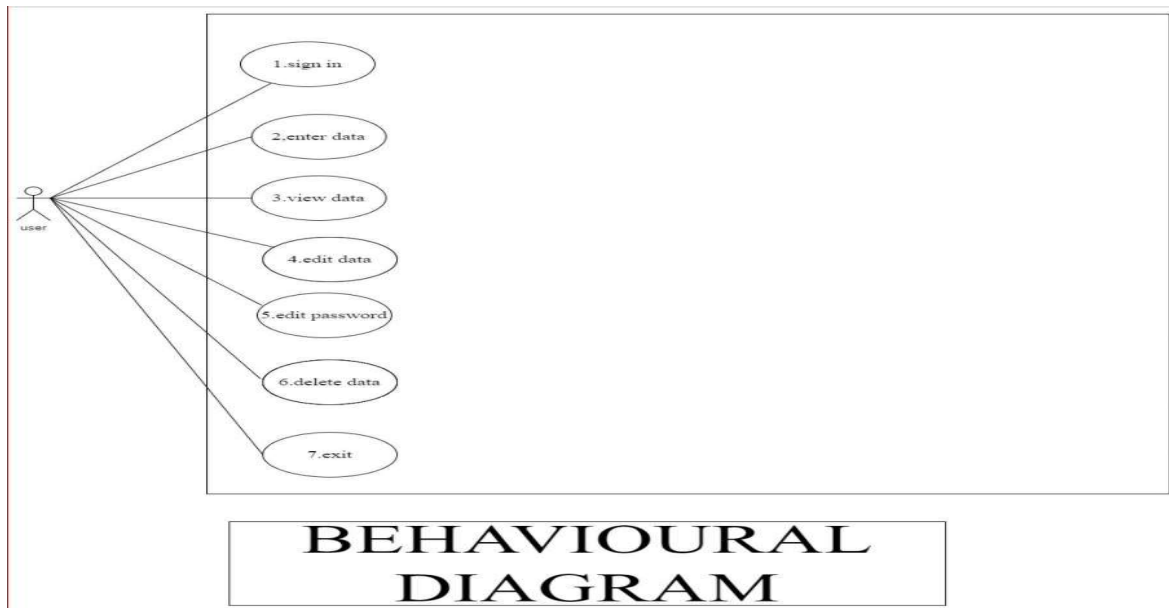 1.sign in
2.enter data
3.view data
user
4.edit data
5.edit password
6.delete data
7.exit
BEHAVIOURAL
DIAGRAM